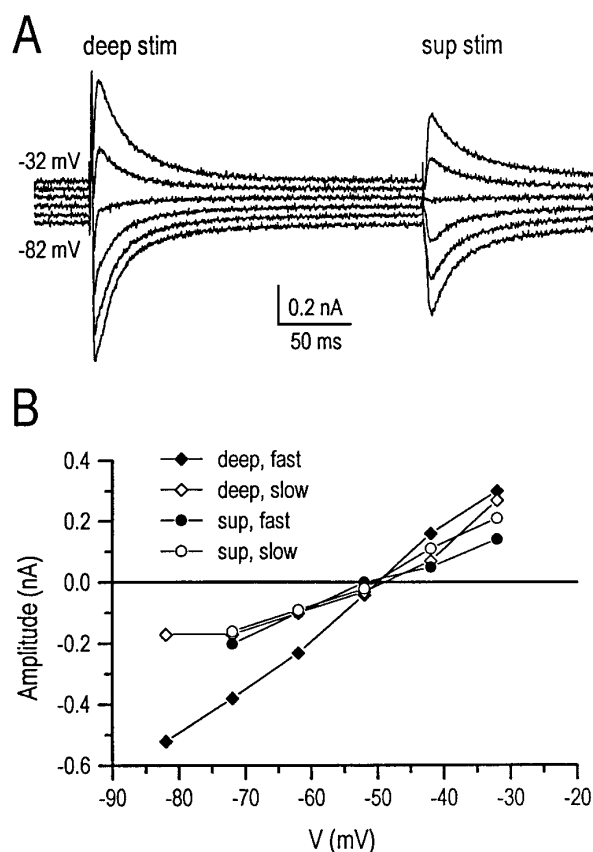 A
deep stim
sup stim
-32 mV
-82 mV
0.2 nA
50 ms
B
deep, fast
deep, slow
sup, fast
sup, slow
0.4
0.2
0.0
-0.2
-0.4
-0.6
Amplitude (nA)
-90 -80 -70 -60 -50 -40 -30 -20
V (mV)